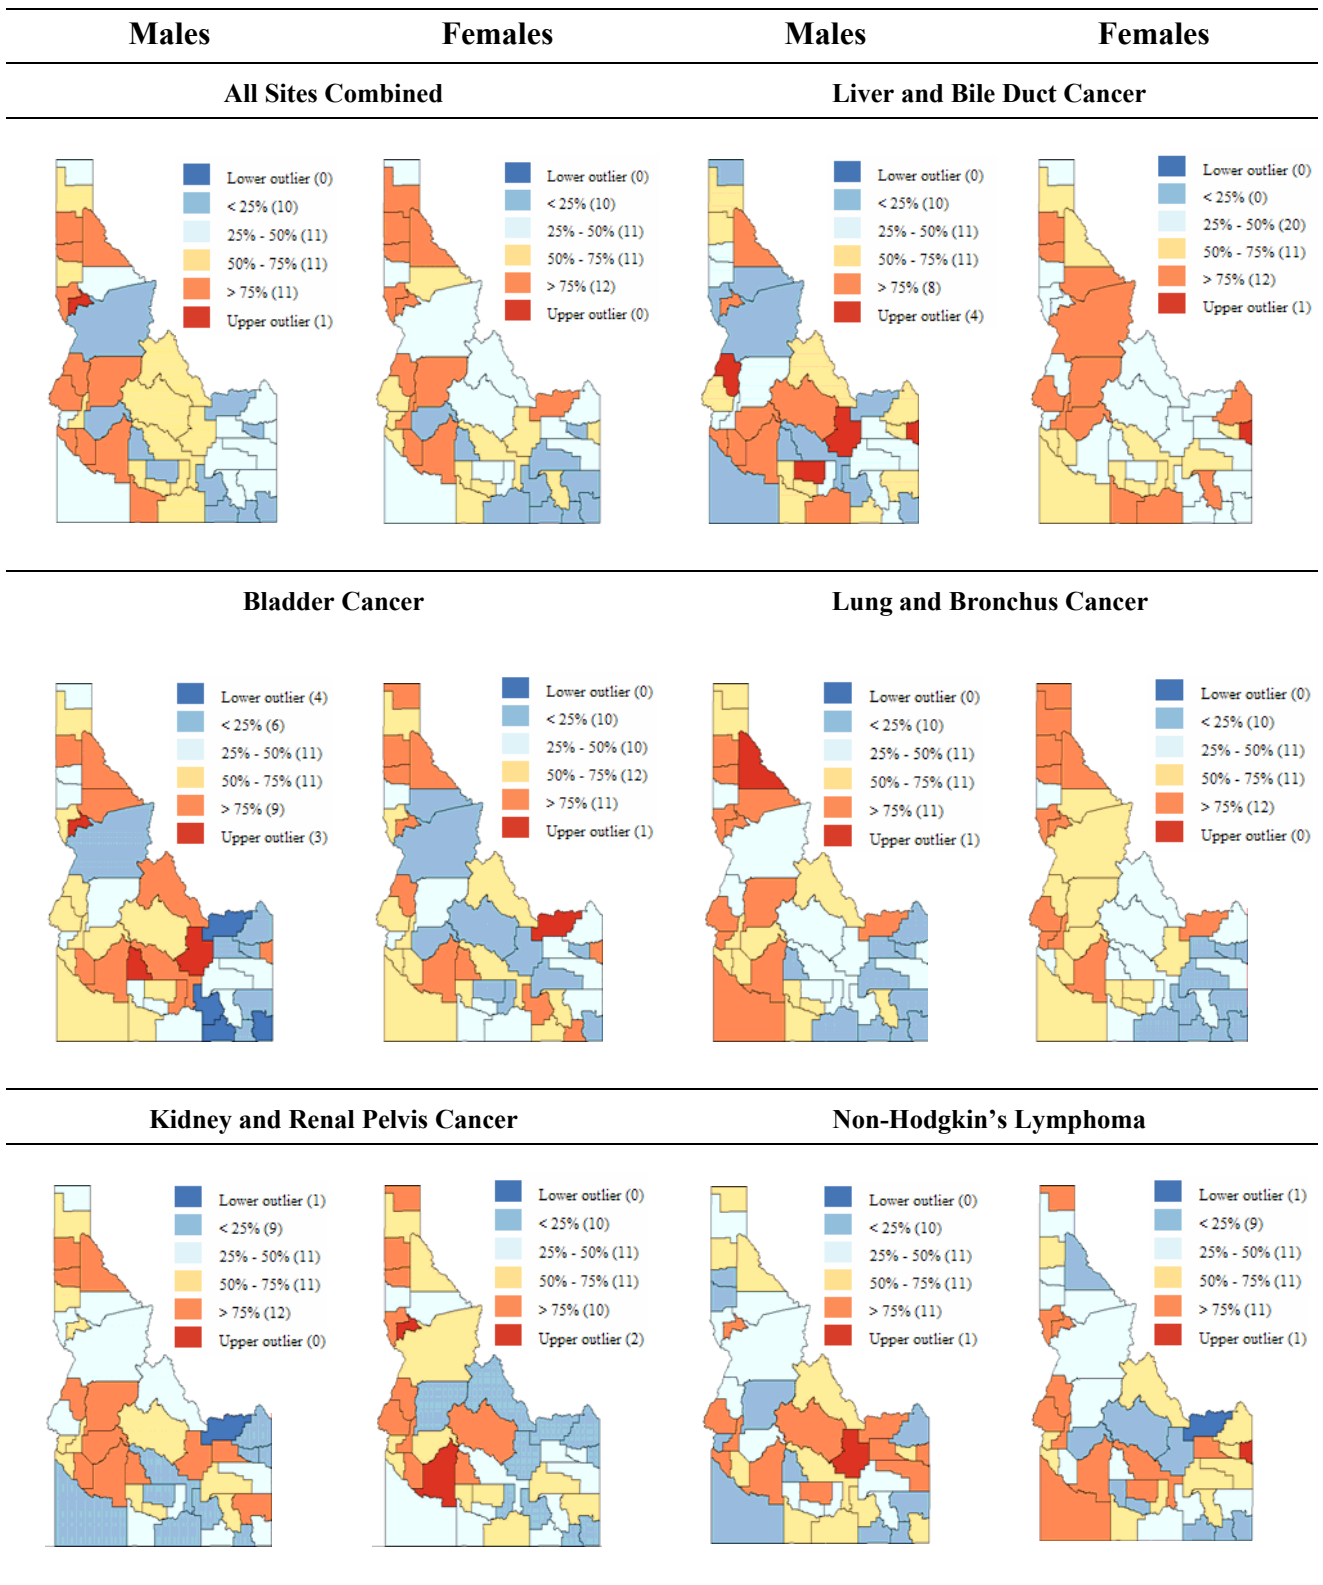 Males Females Males Females
All Sites Combined Liver and Bile Duct Cancer
Lower outlier (0)
< 25% (10)
25% - 50% (11)
50% - 75% (11)
> 75% (11)
Upper outlier (1)
Lower outlier (0)
< 25% (10)
25% - 50% (11)
50% - 75% (11)
> 75% (12)
Upper outlier (0)
Lower outlier (0)
< 25% (10)
25% - 50% (11)
50% - 75% (11)
> 75% (8)
Upper outlier (4)
Lower outlier (0)
< 25% (0)
25% - 50% (20)
50% - 75% (11)
> 75% (12)
Upper outlier (1)
Bladder Cancer Lung and Bronchus Cancer
Lower outlier (4)
< 25% (6)
25% - 50% (11)
50% - 75% (11)
> 75% (9)
Upper outlier (3)
Lower outlier (0)
< 25% (10)
25% - 50% (10)
50% - 75% (12)
> 75% (11)
Upper outlier (1)
Lower outlier (0)
< 25% (10)
25% - 50% (11)
50% - 75% (11)
> 75% (11)
Upper outlier (1)
Lower outlier (0)
< 25% (10)
25% - 50% (11)
50% - 75% (11)
> 75% (12)
Upper outlier (0)
Kidney and Renal Pelvis Cancer Non-Hodgkin’s Lymphoma
Lower outlier (1)
< 25% (9)
25% - 50% (11)
50% - 75% (11)
> 75% (12)
Upper outlier (0)
Lower outlier (0)
< 25% (10)
25% - 50% (11)
50% - 75% (11)
> 75% (10)
Upper outlier (2)
Lower outlier (0)
< 25% (10)
25% - 50% (11)
50% - 75% (11)
> 75% (11)
Upper outlier (1)
Lower outlier (1)
< 25% (9)
25% - 50% (11)
50% - 75% (11)
> 75% (11)
Upper outlier (1)